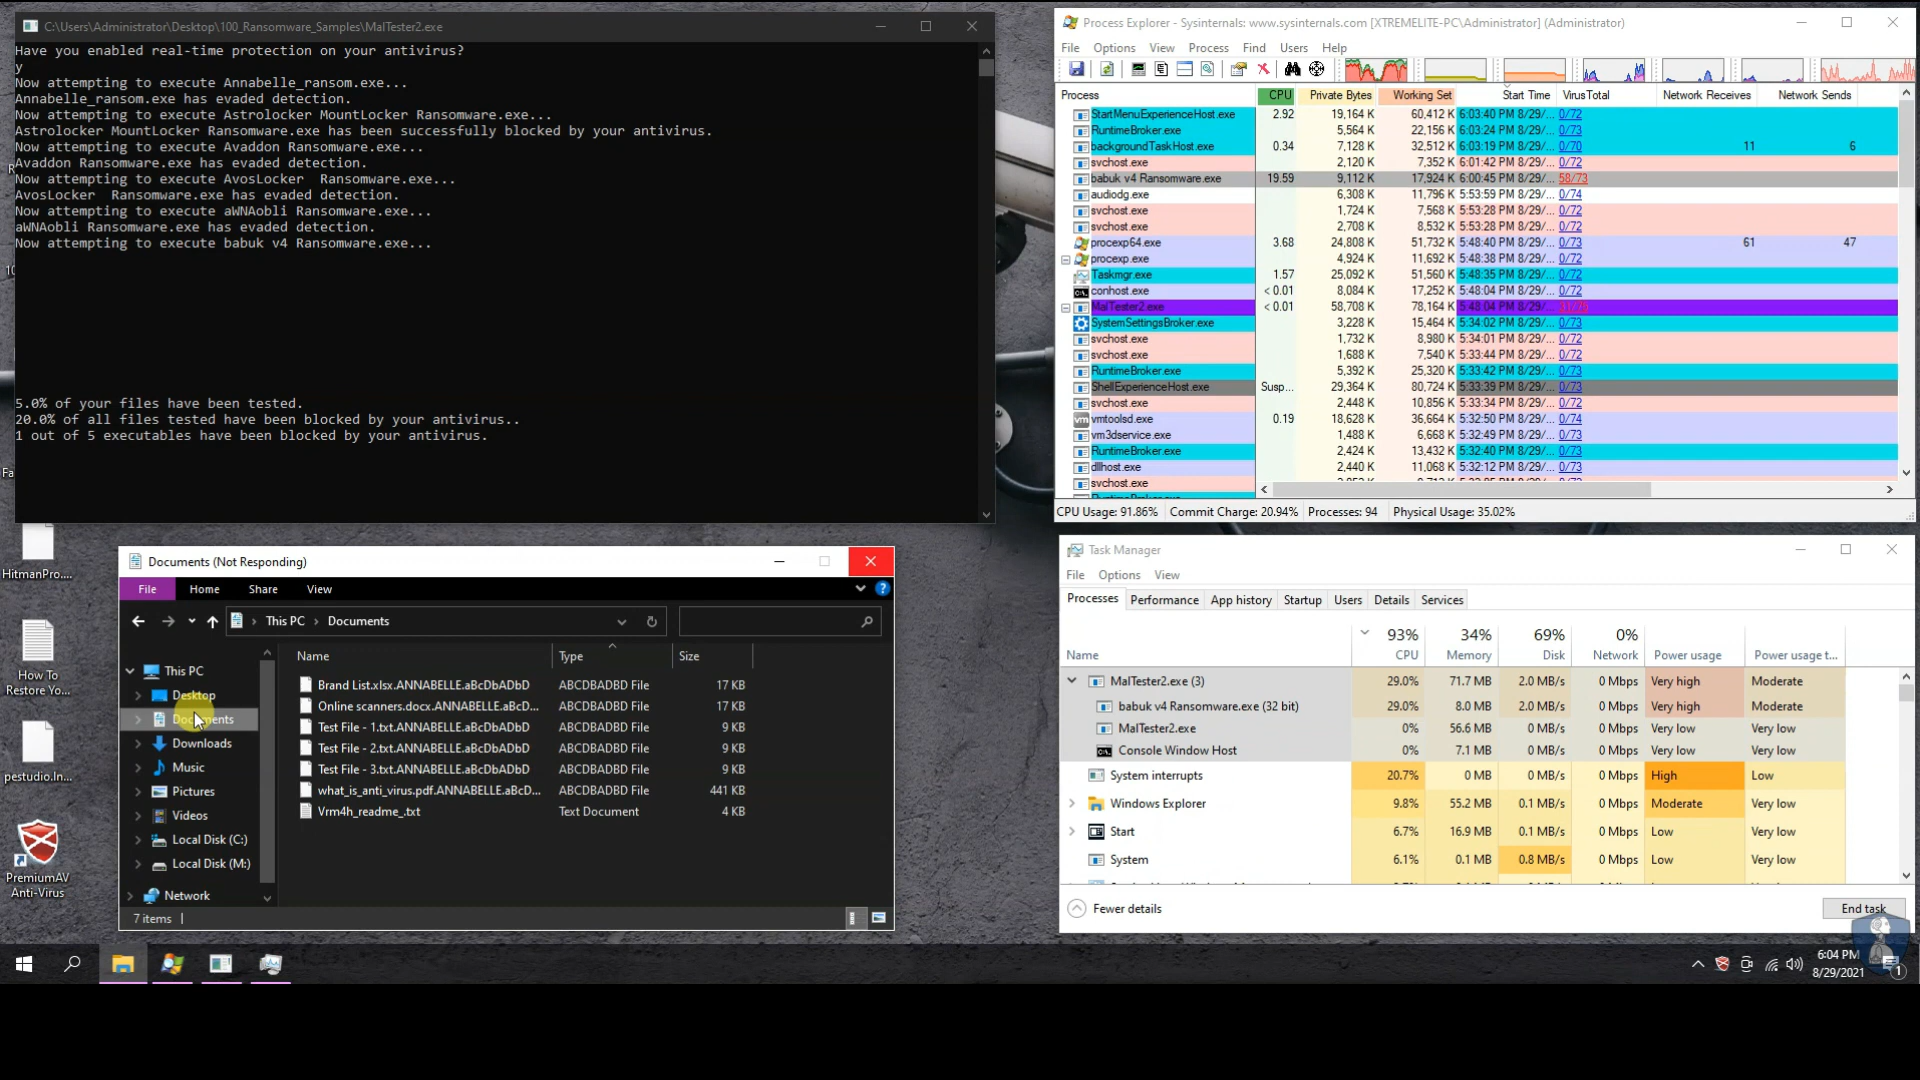 C:\Users\Administrator\Desktop\100_Ransomware_Samples\MalTester2.exe
Have you enabled real-time protection on your antivirus?
y
Now attempting to execute Annabelle_ransom.exe...
Annabelle_ransom.exe has evaded detection.
Now attempting to execute Astrolocker MountLocker Ransomware.exe...
Astrolocker MountLocker Ransomware.exe has been successfully blocked by your antivirus.
Now attempting to execute Avaddon Ransomware.exe...
Avaddon Ransomware.exe has evaded detection.
Now attempting to execute AvosLocker  Ransomware.exe...
AvosLocker  Ransomware.exe has evaded detection.
Now attempting to execute aWNAobli Ransomware.exe...
aWNAobli Ransomware.exe has evaded detection.
Now attempting to execute babuk v4 Ransomware.exe...
5.0% of your files have been tested.
20.0% of all files tested have been blocked by your antivirus..
1 out of 5 executables have been blocked by your antivirus.
Process Explorer - Sysinternals: www.sysinternals.com [XTREMELITE-PC\Administrator] (Administrator)
File Options View Process Find Users Help
Process CPU Private Bytes Working Set Start Time VirusTotal Network Receives Network Sends
StartMenuExperienceHost.exe 2.92 19,164 K 60,412 K 6:03:40 PM 8/29/... 0/72
RuntimeBroker.exe 5,564 K 22,156 K 6:03:24 PM 8/29/... 0/73
backgroundTaskHost.exe 0.34 7,128 K 32,512 K 6:03:19 PM 8/29/... 0/70 11 6
svchost.exe 2,120 K 7,352 K 6:01:42 PM 8/29/... 0/72
babuk v4 Ransomware.exe 19.59 9,112 K 17,924 K 6:00:45 PM 8/29/... 58/73
audiodg.exe 6,308 K 11,796 K 5:53:59 PM 8/29/... 0/74
svchost.exe 1,724 K 7,568 K 5:53:28 PM 8/29/... 0/72
svchost.exe 2,708 K 8,532 K 5:53:28 PM 8/29/... 0/72
procexp64.exe 3.68 24,808 K 51,732 K 5:48:40 PM 8/29/... 0/73 61 47
procexp.exe 4,924 K 11,692 K 5:48:38 PM 8/29/... 0/72
Taskmgr.exe 1.57 25,092 K 51,560 K 5:48:35 PM 8/29/... 0/72
conhost.exe < 0.01 8,084 K 17,252 K 5:48:04 PM 8/29/... 0/72
MalTester2.exe < 0.01 58,708 K 78,164 K 5:48:04 PM 8/29/...
SystemSettingsBroker.exe 3,228 K 15,464 K 5:34:02 PM 8/29/... 0/73
svchost.exe 1,732 K 8,980 K 5:34:01 PM 8/29/... 0/72
svchost.exe 1,688 K 7,540 K 5:33:44 PM 8/29/... 0/72
RuntimeBroker.exe 5,392 K 25,320 K 5:33:42 PM 8/29/... 0/73
ShellExperienceHost.exe Susp... 29,364 K 80,724 K 5:33:39 PM 8/29/... 0/73
svchost.exe 2,448 K 10,856 K 5:33:34 PM 8/29/... 0/72
vmtoolsd.exe 0.19 18,628 K 36,664 K 5:32:50 PM 8/29/... 0/74
vm3dservice.exe 1,488 K 6,668 K 5:32:49 PM 8/29/... 0/73
RuntimeBroker.exe 2,424 K 13,432 K 5:32:40 PM 8/29/... 0/73
dllhost.exe 2,440 K 11,068 K 5:32:12 PM 8/29/... 0/73
svchost.exe
CPU Usage: 91.86% Commit Charge: 20.94% Processes: 94 Physical Usage: 35.02%
HitmanPro....
How To
Restore Yo...
pestudio.In...
PremiumAV
Anti-Virus
Documents (Not Responding)
File Home Share View
This PC Documents
Name Type Size
This PC
Desktop
Documents
Downloads
Music
Pictures
Videos
Local Disk (C:)
Local Disk (M:)
Network
Brand List.xlsx.ANNABELLE.aBcDbADbD ABCDBADBD File 17 KB
Online scanners.docx.ANNABELLE.aBcD... ABCDBADBD File 17 KB
Test File - 1.txt.ANNABELLE.aBcDbADbD ABCDBADBD File 9 KB
Test File - 2.txt.ANNABELLE.aBcDbADbD ABCDBADBD File 9 KB
Test File - 3.txt.ANNABELLE.aBcDbADbD ABCDBADBD File 9 KB
what_is_anti_virus.pdf.ANNABELLE.aBcD... ABCDBADBD File 441 KB
Vrm4h_readme_.txt Text Document 4 KB
7 items
Task Manager
File Options View
Processes Performance App history Startup Users Details Services
93% 34% 69% 0%
Name CPU Memory Disk Network Power usage Power usage t...
MalTester2.exe (3) 29.0% 71.7 MB 2.0 MB/s 0 Mbps Very high Moderate
babuk v4 Ransomware.exe (32 bit) 29.0% 8.0 MB 2.0 MB/s 0 Mbps Very high Moderate
MalTester2.exe 0% 56.6 MB 0 MB/s 0 Mbps Very low Very low
Console Window Host 0% 7.1 MB 0 MB/s 0 Mbps Very low Very low
System interrupts 20.7% 0 MB 0 MB/s 0 Mbps High Low
Windows Explorer 9.8% 55.2 MB 0.1 MB/s 0 Mbps Moderate Very low
Start 6.7% 16.9 MB 0.1 MB/s 0 Mbps Low Very low
System 6.1% 0.1 MB 0.8 MB/s 0 Mbps Low Very low
Fewer details End task
6:04 PM
8/29/2021
1